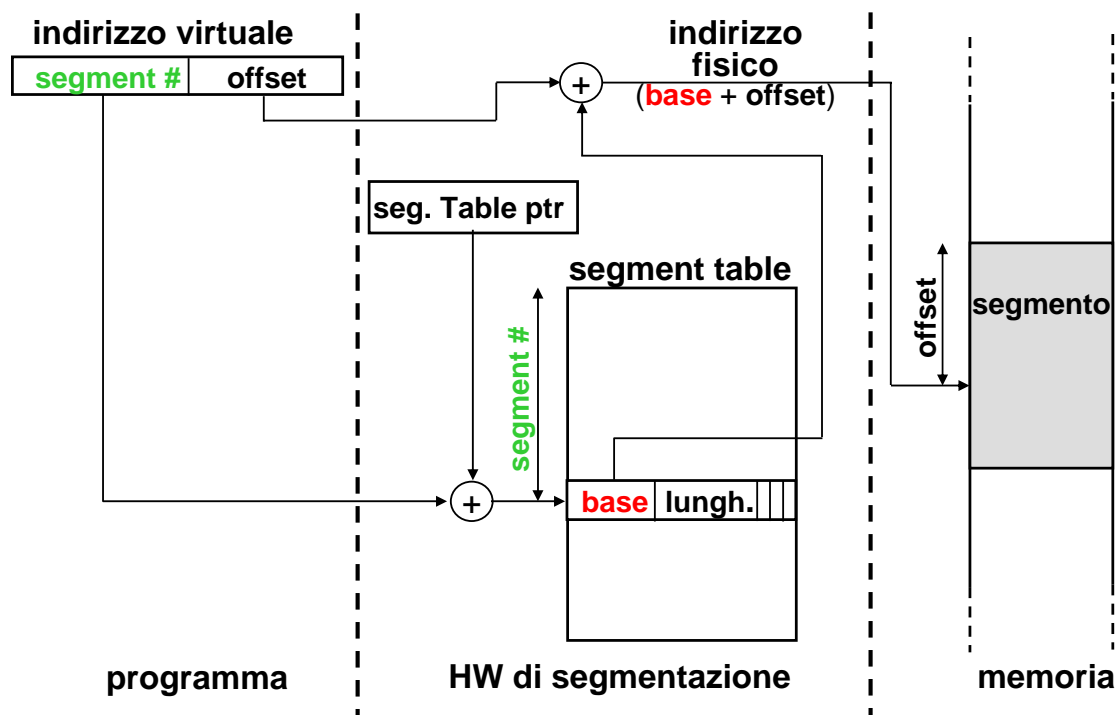 indirizzo virtuale
segment # offset
indirizzo
fisico
(base + offset)
+
seg. Table ptr
segment table
segment #
offset
segmento
+
base lungh.
programma
HW di segmentazione
memoria